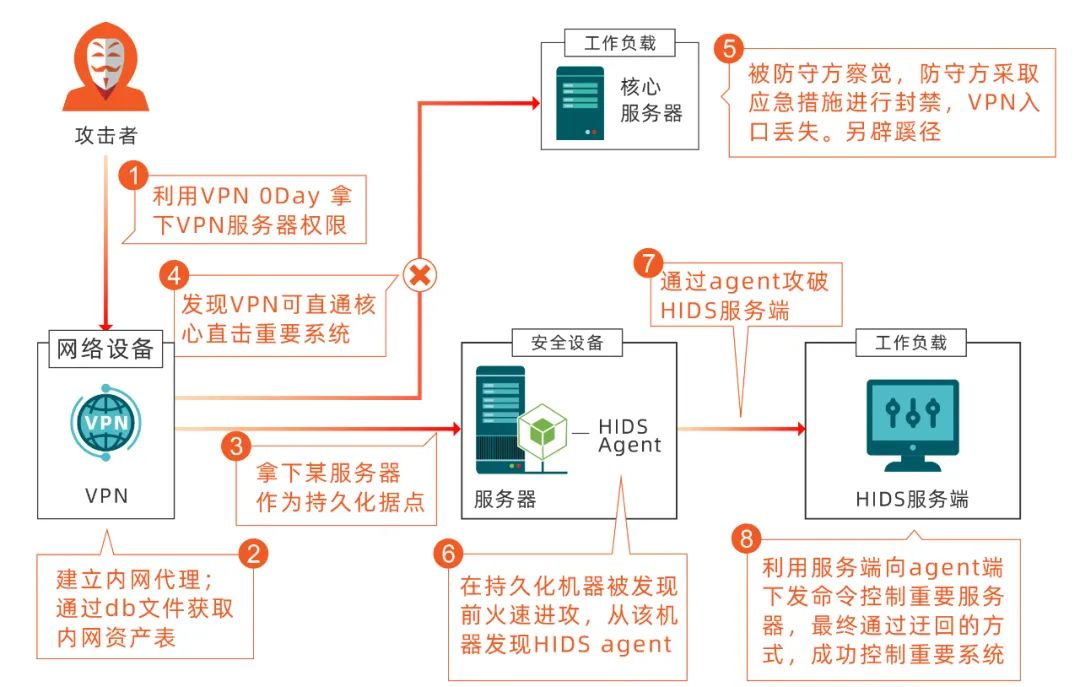 攻击者
1
利用VPN 0Day 拿
下VPN服务器权限
网络设备
VPN
VPN
2
建立内网代理；
通过db文件获取
内网资产表
3
拿下某服务器
作为持久化据点
4
发现VPN可直通核
心直击重要系统
工作负载
核心
服务器
5
被防守方察觉，防守方采取
应急措施进行封禁，VPN入
口丢失。另辟蹊径
安全设备
HIDS
Agent
服务器
6
在持久化机器被发现
前火速进攻，从该机
器发现HIDS agent
7
通过agent攻破
HIDS服务端
工作负载
HIDS服务端
8
利用服务端向agent端
下发命令控制重要服务
器，最终通过迂回的方
式，成功控制重要系统